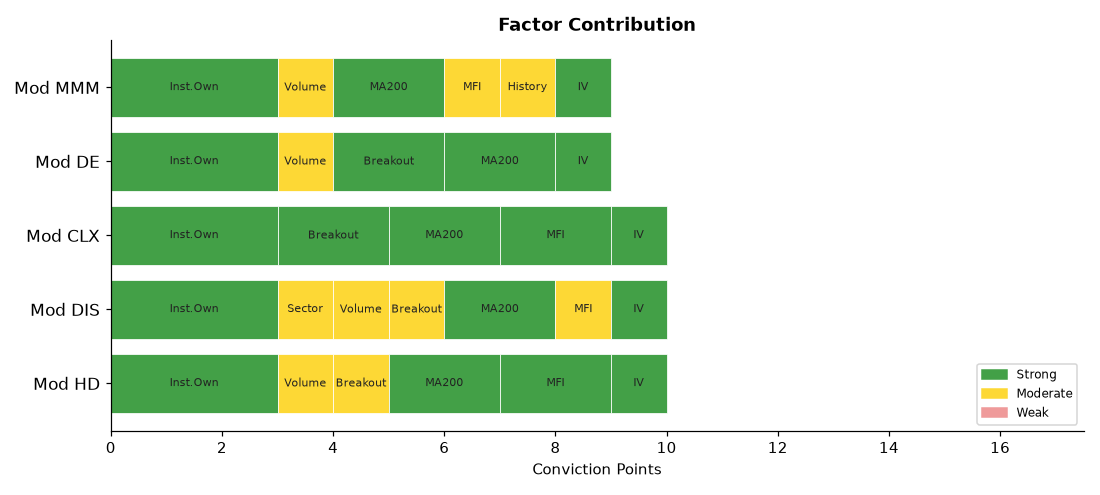 Factor Contribution
Mod MMM Inst.Own Volume MA200 MFI History IV
Mod DE Inst.Own Volume Breakout MA200 IV
Mod CLX Inst.Own Breakout MA200 MFI IV
Mod DIS Inst.Own Sector Volume Breakout MA200 MFI IV
Mod HD Inst.Own Volume Breakout MA200 MFI IV
Strong
Moderate
Weak
0 2 4 6 8 10 12 14 16
Conviction Points